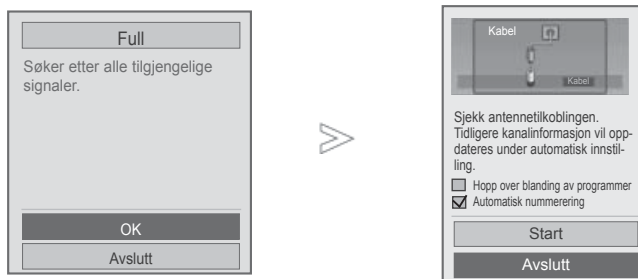 Full
Søker etter alle tilgjengelige
signaler.
OK
Avslutt
Kabel
Kabel
Sjekk antennetilkoblingen.
Tidligere kanalinformasjon vil opp-
dateres under automatisk innstil-
ling.
Hopp over blanding av programmer
Automatisk nummerering
Start
Avslutt